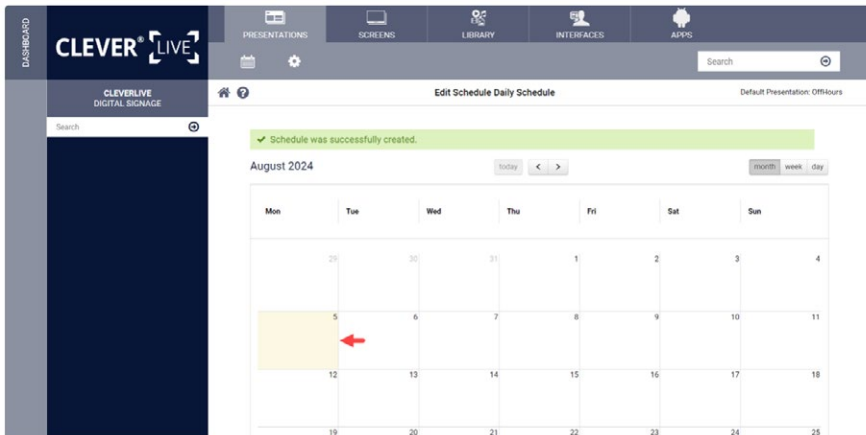 DASHBOARD
CLEVER® LIVE
PRESENTATIONS SCREENS LIBRARY INTERFACES APPS
Search
CLEVERLIVE
DIGITAL SIGNAGE
Edit Schedule Daily Schedule
Default Presentation: OffHours
Search
✔ Schedule was successfully created.
August 2024
today < >
month week day
Mon Tue Wed Thu Fri Sat Sun
29 30 31 1 2 3 4
5 6 7 8 9 10 11
12 13 14 15 16 17 18
19 20 21 22 23 24 25